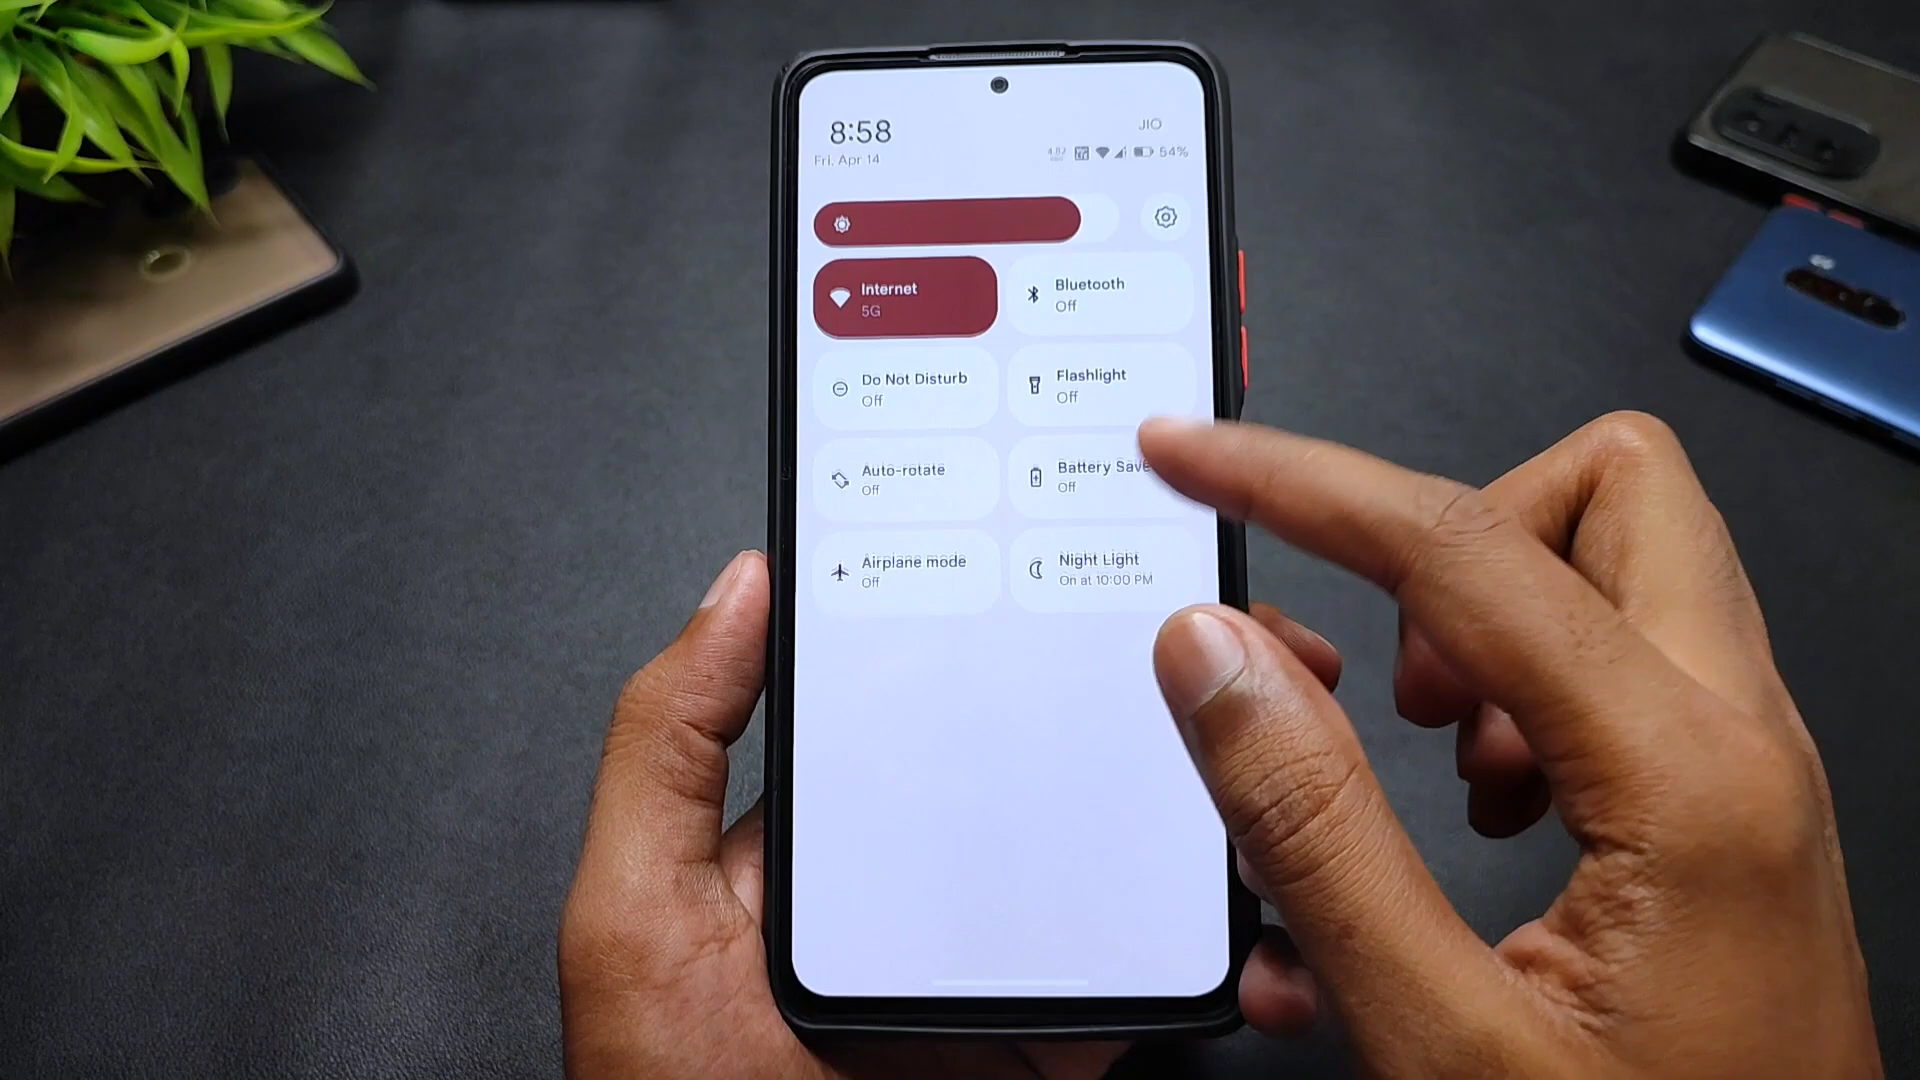 8:58
JIO
Fri, Apr 14
54%
Internet
5G
Bluetooth
Off
Do Not Disturb
Off
Flashlight
Off
Auto-rotate
Off
Battery Save
Off
Airplane mode
Off
Night Light
On at 10:00 PM